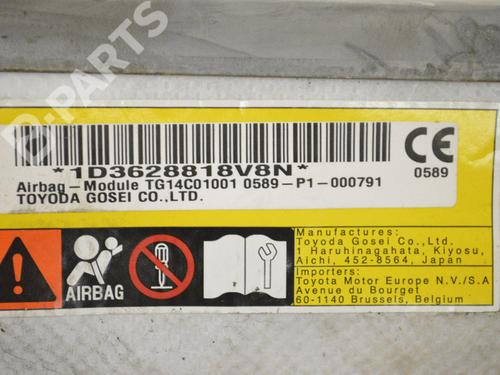 B-PARTS
*1D3628818V8N*
Airbag-Module TG14C01001 0589-P1-000791
TOYODA GOSEI CO.,LTD.
CE
0589
AIRBAG
Manufactures:
Toyoda Gosei Co.,Ltd.
1 Haruhinagahata, Kiyosu,
Aichi, 452-8564, Japan
Importers:
Toyota Motor Europe N.V./S.A
Avenue du Bourget
60-1140 Brussels, Belgium